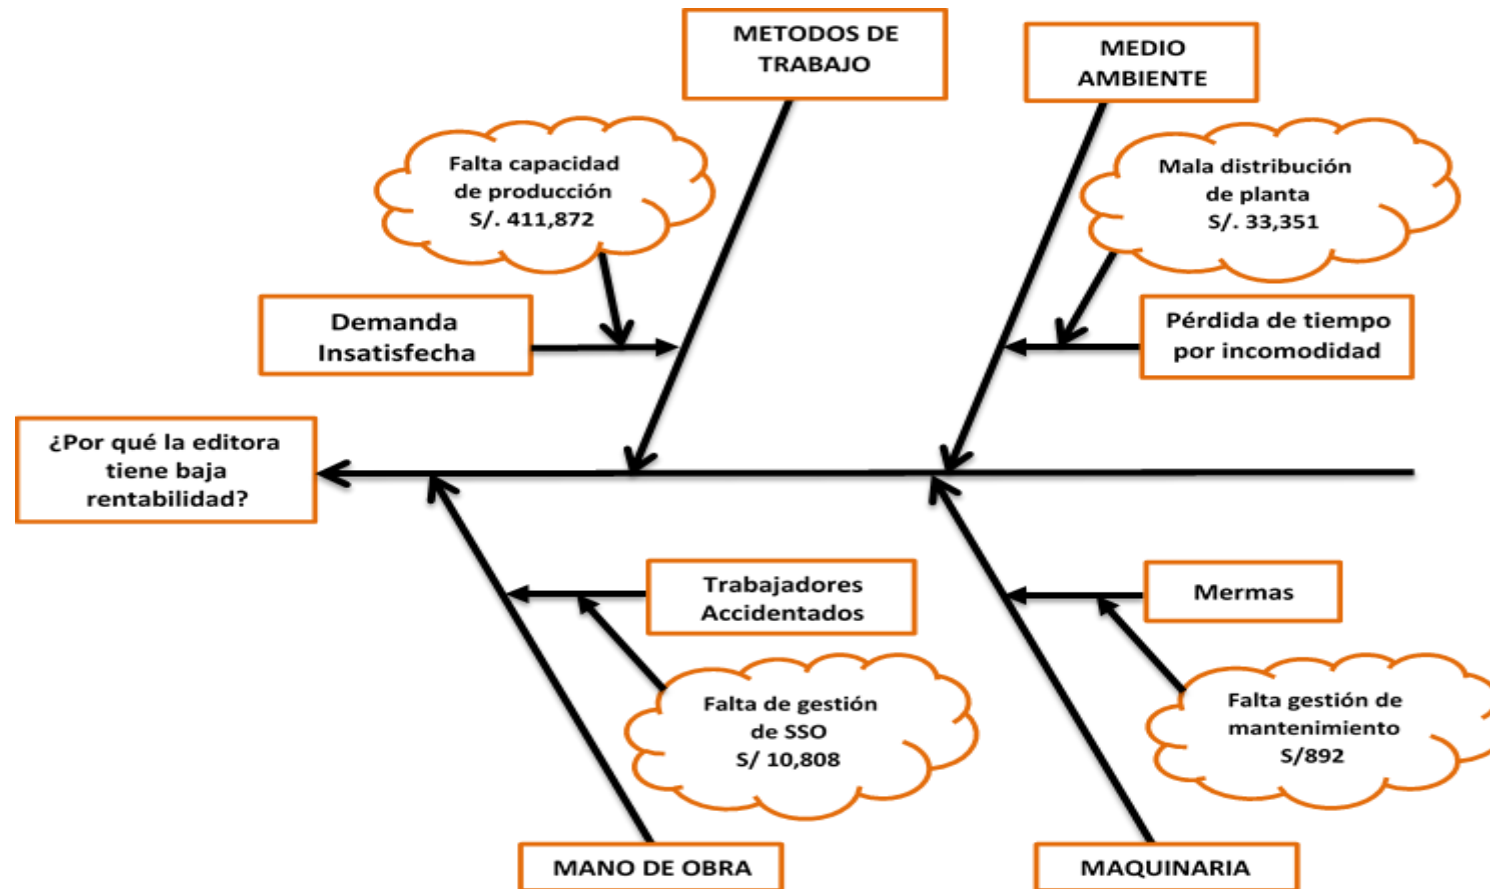 METODOS DE
TRABAJO
MEDIO
AMBIENTE
Falta capacidad
de producción
S/. 411,872
Mala distribución
de planta
S/. 33,351
Demanda
Insatisfecha
Pérdida de tiempo
por incomodidad
¿Por qué la editora
tiene baja
rentabilidad?
Trabajadores
Accidentados
Mermas
Falta de gestión
de SSO
S/ 10,808
Falta gestión de
mantenimiento
S/892
MANO DE OBRA
MAQUINARIA